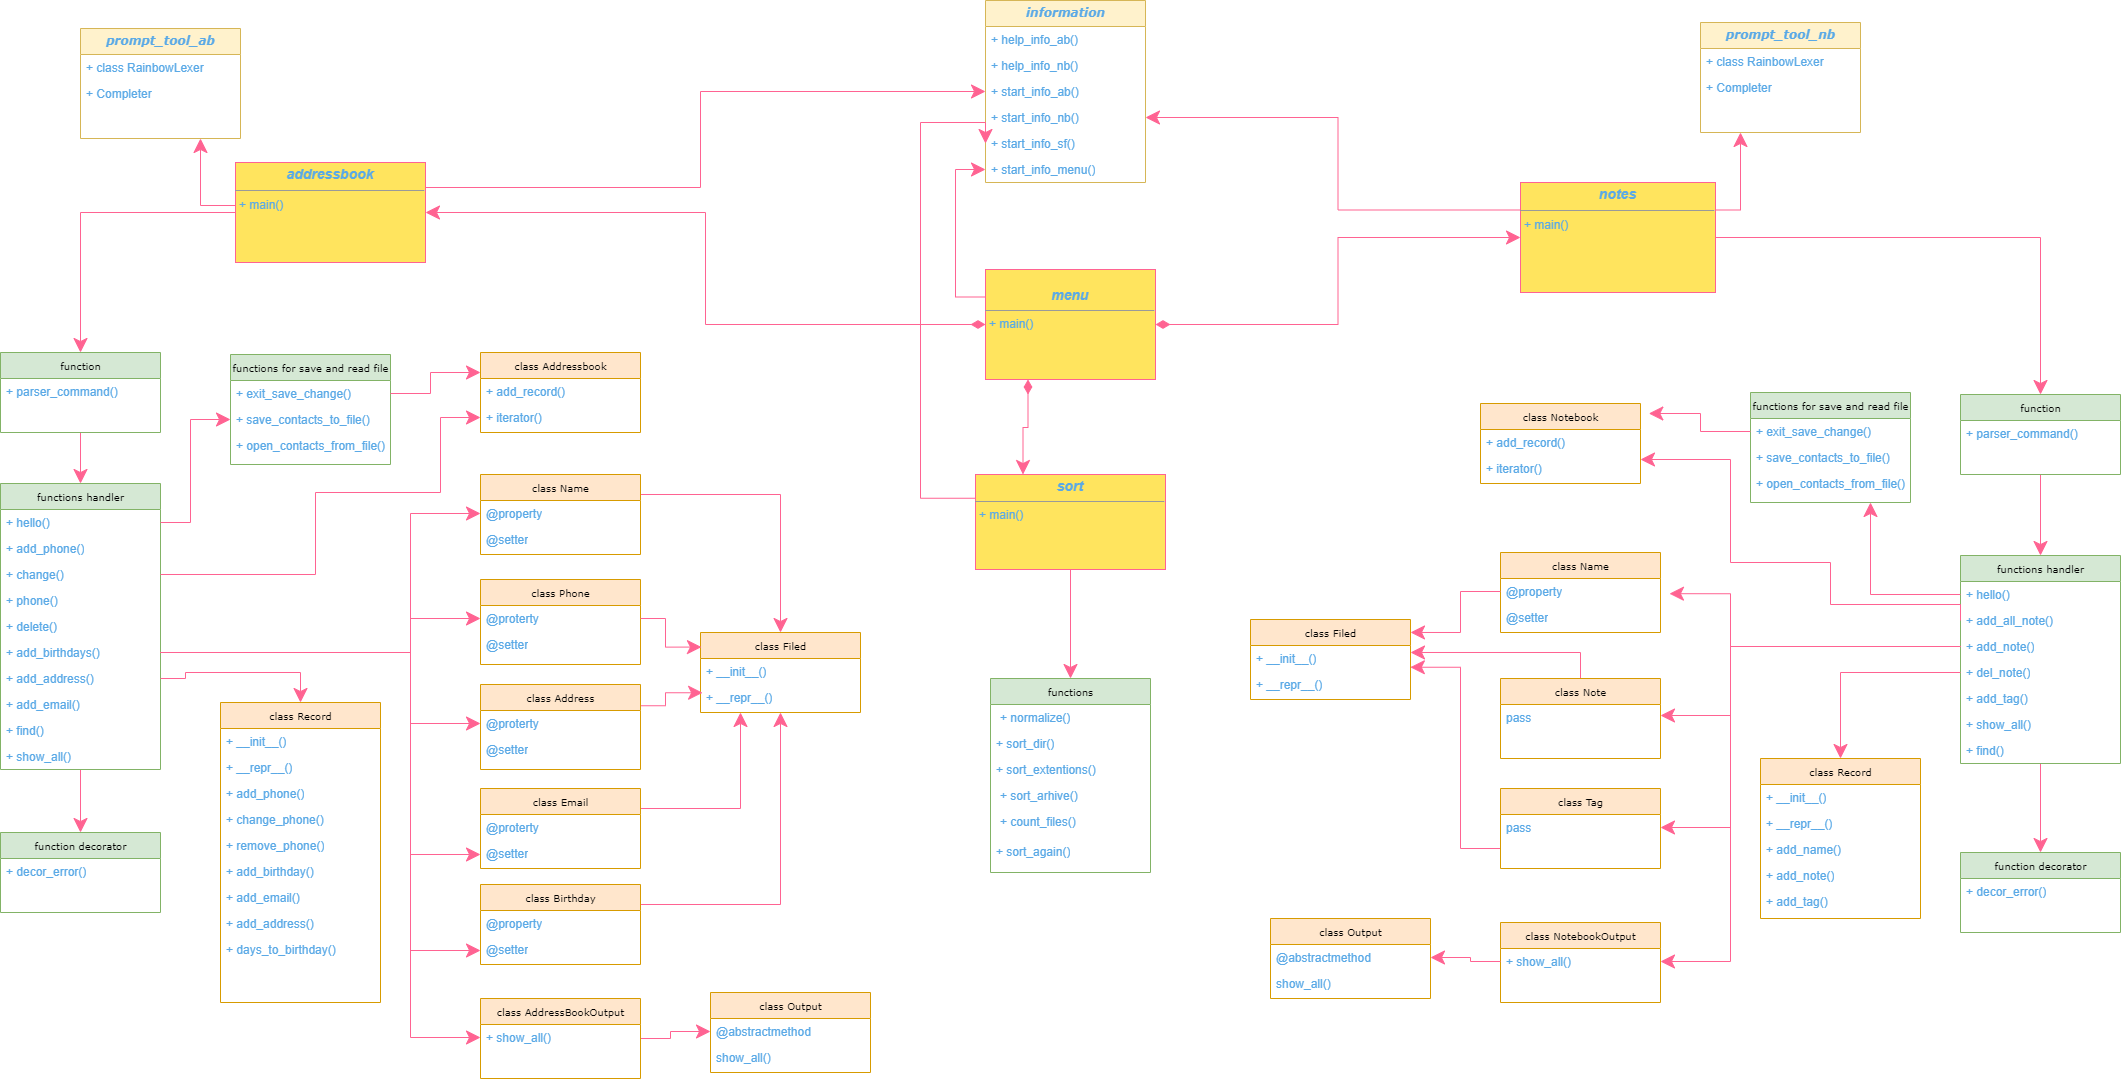 information
+ help_info_ab()
+ help_info_nb()
+ start_info_ab()
+ start_info_nb()
+ start_info_sf()
+ start_info_menu()
prompt_tool_ab
+ class RainbowLexer
+ Completer
prompt_tool_nb
+ class RainbowLexer
+ Completer
addressbook
+ main()
notes
+ main()
menu
+ main()
function
+ parser_command()
functions for save and read file
+ exit_save_change()
+ save_contacts_to_file()
+ open_contacts_from_file()
class Addressbook
+ add_record()
+ iterator()
functions handler
+ hello()
+ add_phone()
+ change()
+ phone()
+ delete()
+ add_birthdays()
+ add_address()
+ add_email()
+ find()
+ show_all()
class Name
@property
@setter
class Phone
@proterty
@setter
class Address
@proterty
@setter
class Email
@proterty
@setter
class Birthday
@property
@setter
class Filed
+ __init__()
+ __repr__()
class Record
+ __init__()
+ __repr__()
+ add_phone()
+ change_phone()
+ remove_phone()
+ add_birthday()
+ add_email()
+ add_address()
+ days_to_birthday()
function decorator
+ decor_error()
class AddressBookOutput
+ show_all()
class Output
@abstractmethod
show_all()
sort
+ main()
functions
+ normalize()
+ sort_dir()
+ sort_extentions()
+ sort_arhive()
+ count_files()
+ sort_again()
class Notebook
+ add_record()
+ iterator()
functions for save and read file
+ exit_save_change()
+ save_contacts_to_file()
+ open_contacts_from_file()
function
+ parser_command()
class Name
@property
@setter
class Filed
+ __init__()
+ __repr__()
class Note
pass
class Tag
pass
functions handler
+ hello()
+ add_all_note()
+ add_note()
+ del_note()
+ add_tag()
+ show_all()
+ find()
class Record
+ __init__()
+ __repr__()
+ add_name()
+ add_note()
+ add_tag()
function decorator
+ decor_error()
class Output
@abstractmethod
show_all()
class NotebookOutput
+ show_all()